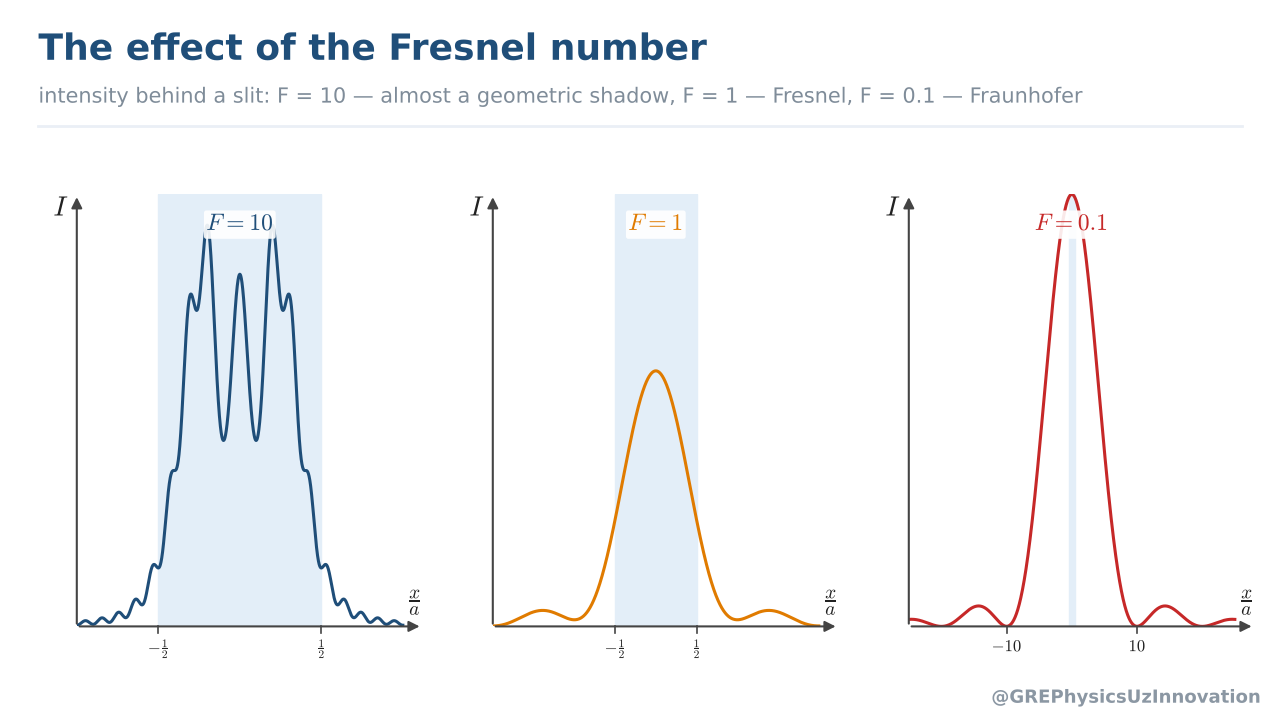 The effect of the Fresnel number
intensity behind a slit: F = 10 — almost a geometric shadow, F = 1 — Fresnel, F = 0.1 — Fraunhofer
I
F = 10
x/a
−1/2
1/2
I
F = 1
x/a
−1/2
1/2
I
F = 0.1
x/a
−10
10
@GREPhysicsUzInnovation